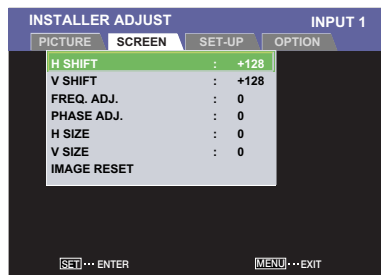 INSTALLER ADJUST INPUT 1
PICTURE SCREEN SET-UP OPTION
H SHIFT : +128
V SHIFT : +128
FREQ. ADJ. : 0
PHASE ADJ. : 0
H SIZE : 0
V SIZE : 0
IMAGE RESET
SET ··· ENTER MENU ··· EXIT